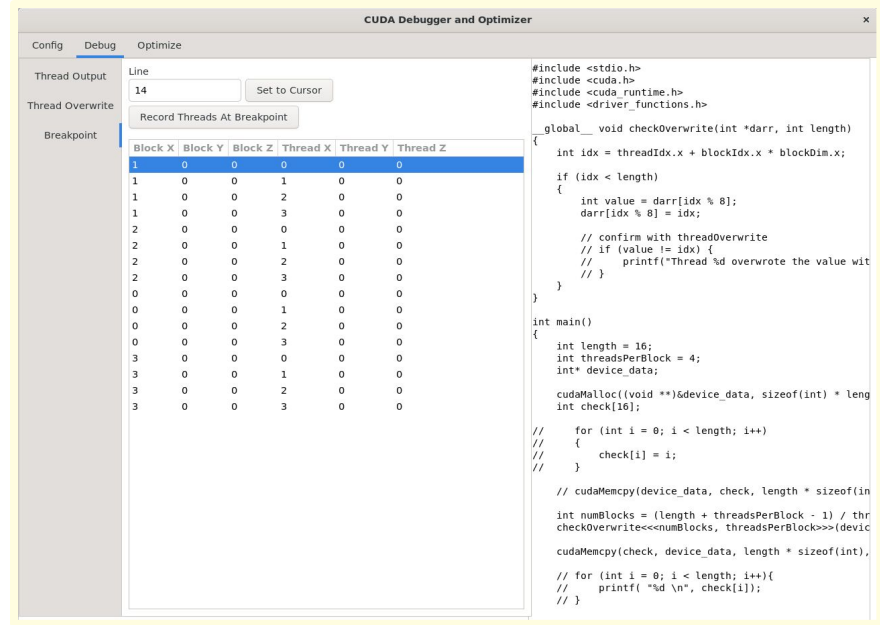 CUDA Debugger and Optimizer ×
Config Debug Optimize
Thread Output
Thread Overwrite
Breakpoint
Line
14 Set to Cursor
Record Threads At Breakpoint
Block X Block Y Block Z Thread X Thread Y Thread Z
1 0 0 0 0 0
1 0 0 1 0 0
1 0 0 2 0 0
1 0 0 3 0 0
2 0 0 0 0 0
2 0 0 1 0 0
2 0 0 2 0 0
2 0 0 3 0 0
0 0 0 0 0 0
0 0 0 1 0 0
0 0 0 2 0 0
0 0 0 3 0 0
3 0 0 0 0 0
3 0 0 1 0 0
3 0 0 2 0 0
3 0 0 3 0 0
#include <stdio.h>
#include <cuda.h>
#include <cuda_runtime.h>
#include <driver_functions.h>
__global__ void checkOverwrite(int *darr, int length)
{
    int idx = threadIdx.x + blockIdx.x * blockDim.x;
    if (idx < length)
    {
        int value = darr[idx % 8];
        darr[idx % 8] = idx;
        // confirm with threadOverwrite
        // if (value != idx) {
        //     printf("Thread %d overwrote the value wit
        // }
    }
}
int main()
{
    int length = 16;
    int threadsPerBlock = 4;
    int* device_data;
    cudaMalloc((void **)&device_data, sizeof(int) * leng
    int check[16];
//     for (int i = 0; i < length; i++)
//     {
//         check[i] = i;
//     }
    // cudaMemcpy(device_data, check, length * sizeof(in
    int numBlocks = (length + threadsPerBlock - 1) / thr
    checkOverwrite<<<numBlocks, threadsPerBlock>>>(devic
    cudaMemcpy(check, device_data, length * sizeof(int),
    // for (int i = 0; i < length; i++){
    //     printf( "%d \n", check[i]);
    // }